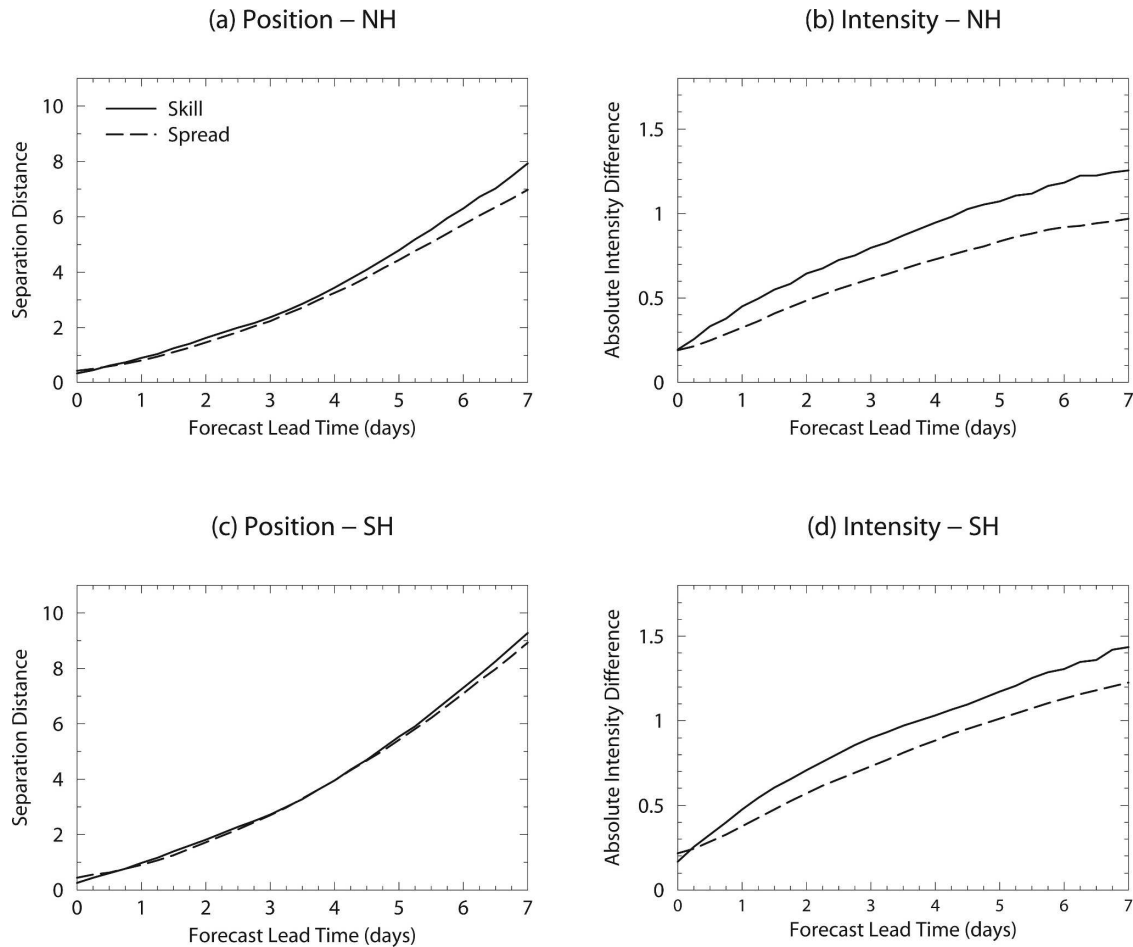 (a) Position – NH
Separation Distance
10
8
6
4
2
0
Skill
Spread
0 1 2 3 4 5 6 7
Forecast Lead Time (days)
(b) Intensity – NH
Absolute Intensity Difference
1.5
1
0.5
0
0 1 2 3 4 5 6 7
Forecast Lead Time (days)
(c) Position – SH
Separation Distance
10
8
6
4
2
0
0 1 2 3 4 5 6 7
Forecast Lead Time (days)
(d) Intensity – SH
Absolute Intensity Difference
1.5
1
0.5
0
0 1 2 3 4 5 6 7
Forecast Lead Time (days)